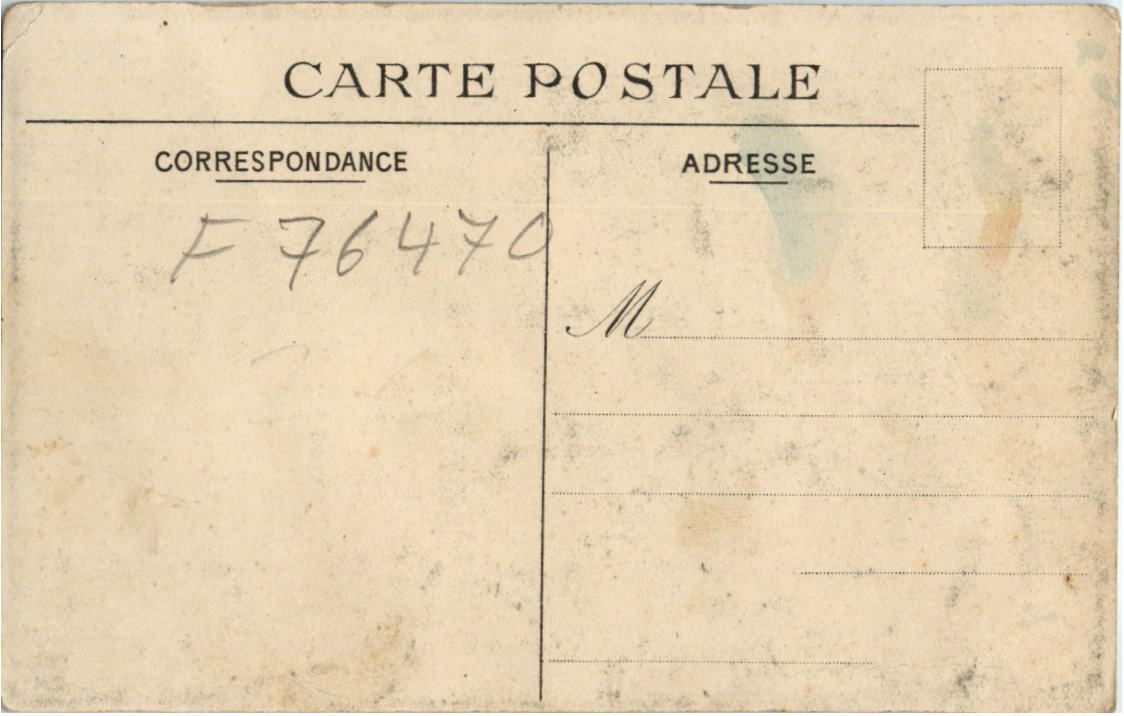 CARTE POSTALE
CORRESPONDANCE
ADRESSE
F 76470
M